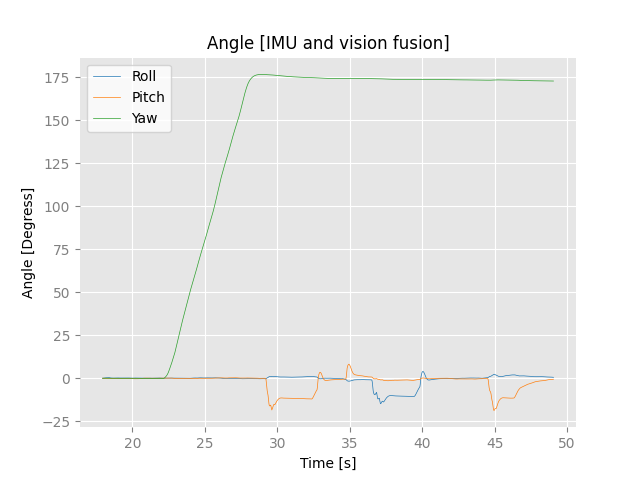 Angle [IMU and vision fusion]
Roll
Pitch
Yaw
175
150
125
100
75
50
25
0
−25
Angle [Degress]
20 25 30 35 40 45 50
Time [s]